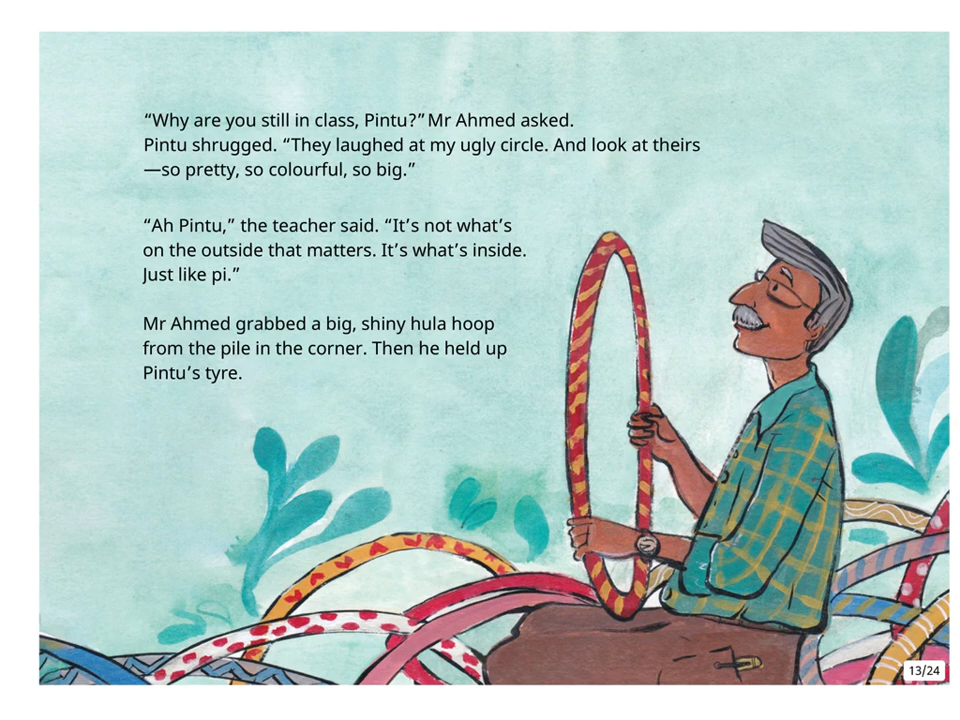 “Why are you still in class, Pintu?” Mr Ahmed asked.
Pintu shrugged. “They laughed at my ugly circle. And look at theirs
—so pretty, so colourful, so big.”
“Ah Pintu,” the teacher said. “It’s not what’s
on the outside that matters. It’s what’s inside.
Just like pi.”
Mr Ahmed grabbed a big, shiny hula hoop
from the pile in the corner. Then he held up
Pintu’s tyre.
13/24